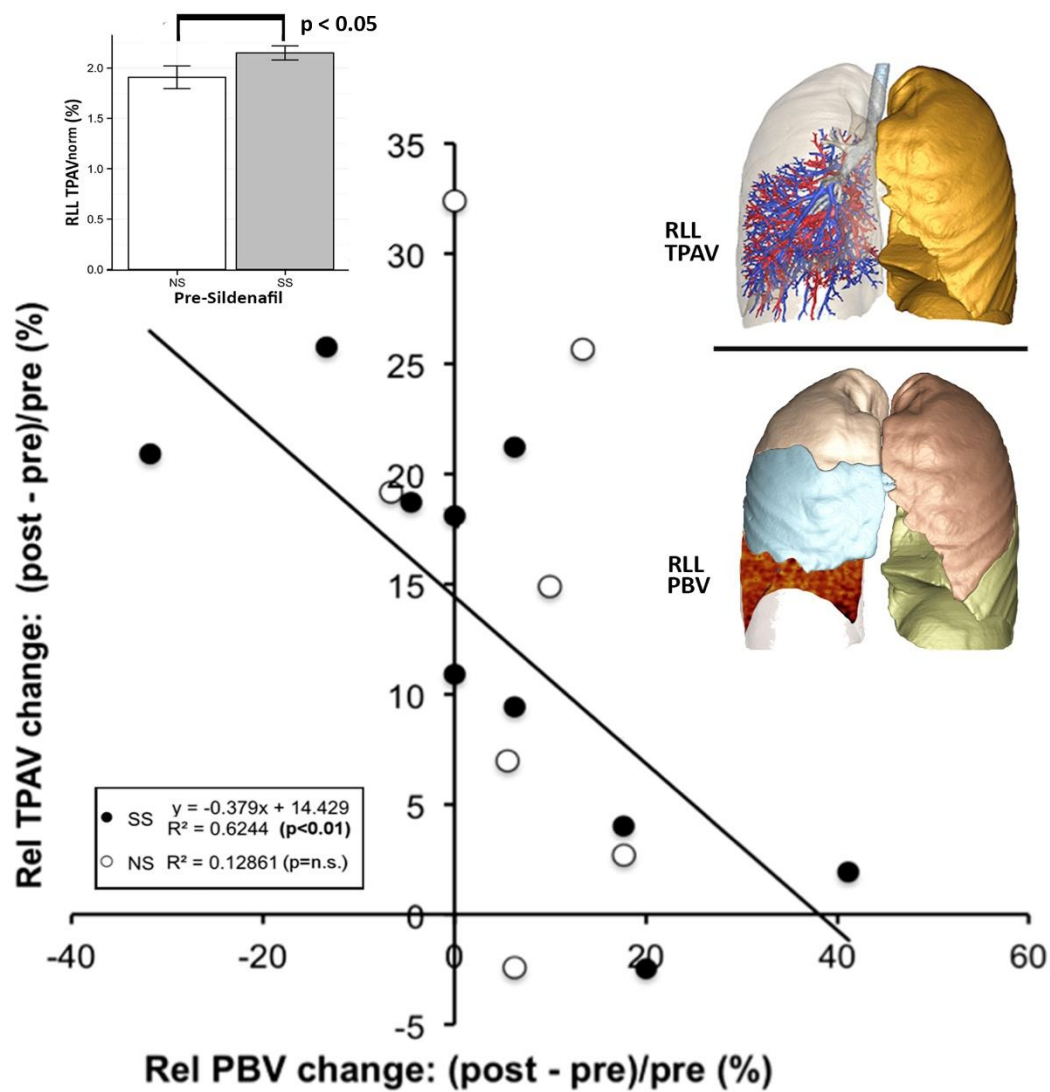 p < 0.05
RLL TPAVnorm (%)
2.0
1.5
1.0
0.5
0.0
NS
SS
Pre-Sildenafil
RLL
TPAV
RLL
PBV
Rel TPAV change: (post - pre)/pre (%)
35
30
25
20
15
10
5
0
-5
SS y = -0.379x + 14.429
R² = 0.6244 (p<0.01)
NS R² = 0.12861 (p=n.s.)
-40
-20
0
20
40
60
Rel PBV change: (post - pre)/pre (%)